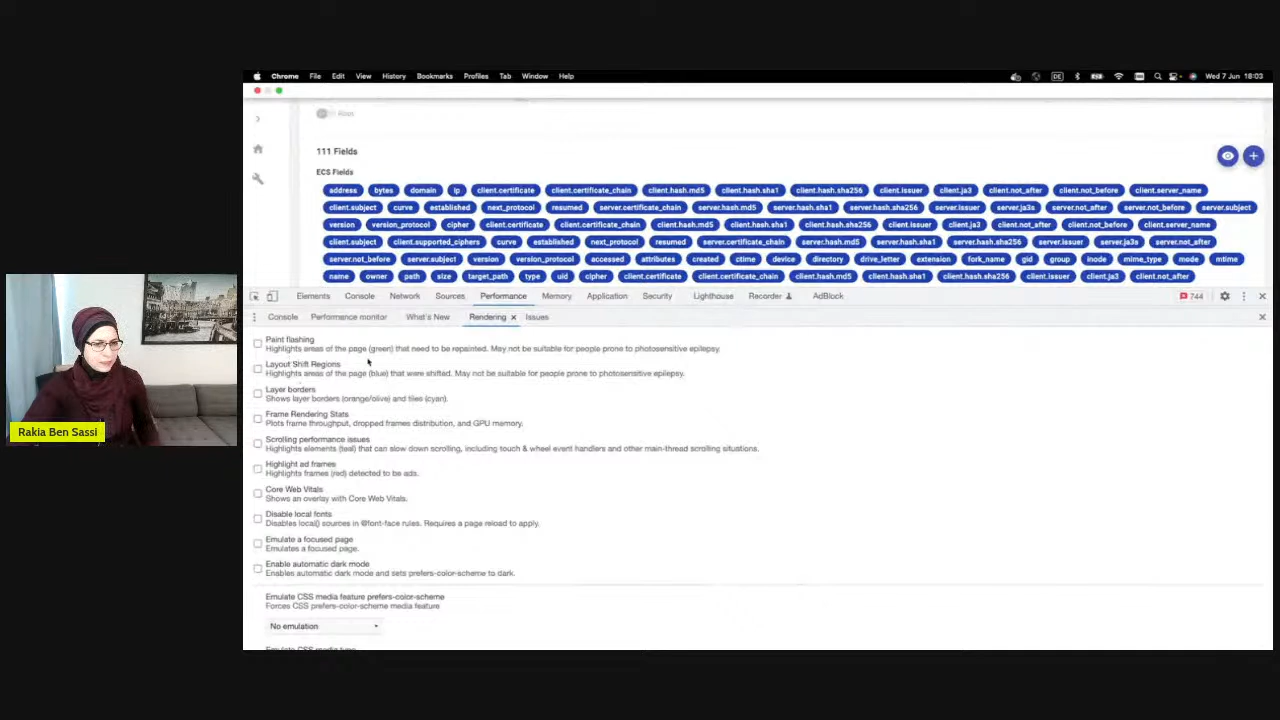 Chrome File Edit View History Bookmarks Profiles Tab Window Help DE Wed 7 Jun 18:03
111 Fields
ECS Fields
address bytes domain ip client.certificate client.certificate_chain client.hash.md5 client.hash.sha1 client.hash.sha256 client.issuer client.ja3 client.not_after client.not_before client.server_name
client.subject curve established next_protocol resumed server.certificate_chain server.hash.md5 server.hash.sha1 server.hash.sha256 server.issuer server.ja3s server.not_after server.not_before server.subject
version version_protocol cipher client.certificate client.certificate_chain client.hash.md5 client.hash.sha1 client.hash.sha256 client.issuer client.ja3 client.not_after client.not_before client.server_name
client.subject client.supported_ciphers curve established next_protocol resumed server.certificate_chain server.hash.md5 server.hash.sha1 server.hash.sha256 server.issuer server.ja3s server.not_after
server.not_before server.subject version version_protocol accessed attributes created ctime device directory drive_letter extension fork_name gid group inode mime_type mode mtime
name owner path size target_path type uid cipher client.certificate client.certificate_chain client.hash.md5 client.hash.sha1 client.hash.sha256 client.issuer client.ja3 client.not_after
Elements Console Network Sources Performance Memory Application Security Lighthouse Recorder AdBlock 744
Console Performance monitor What's New Rendering Issues
Paint flashing
Highlights areas of the page (green) that need to be repainted. May not be suitable for people prone to photosensitive epilepsy.
Layout Shift Regions
Highlights areas of the page (blue) that were shifted. May not be suitable for people prone to photosensitive epilepsy.
Layer borders
Shows layer borders (orange/olive) and tiles (cyan).
Frame Rendering Stats
Plots frame throughput, dropped frames distribution, and GPU memory.
Scrolling performance issues
Highlights elements (teal) that can slow down scrolling, including touch & wheel event handlers and other main-thread scrolling situations.
Highlight ad frames
Highlights frames (red) detected to be ads.
Core Web Vitals
Shows an overlay with Core Web Vitals.
Disable local fonts
Disables local() sources in @font-face rules. Requires a page reload to apply.
Emulate a focused page
Emulates a focused page.
Enable automatic dark mode
Enables automatic dark mode and sets prefers-color-scheme to dark.
Emulate CSS media feature prefers-color-scheme
Forces CSS prefers-color-scheme media feature
No emulation
Rakia Ben Sassi